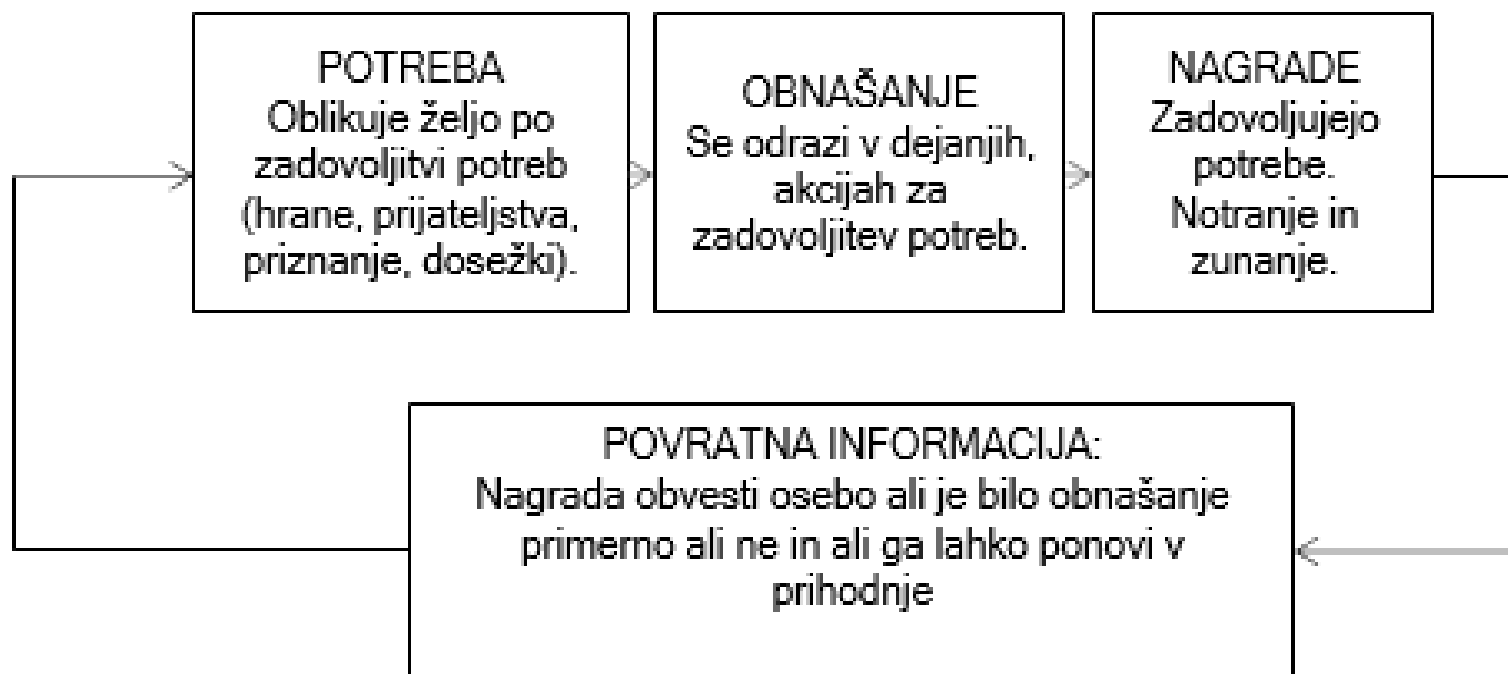 POTREBA
Oblikuje željo po
zadovoljitvi potreb
(hrane, prijateljstva,
priznanje, dosežki).
OBNAŠANJE
Se odrazi v dejanjih,
akcijah za
zadovoljitev potreb.
NAGRADE
Zadovoljujejo
potrebe.
Notranje in
zunanje.
POVRATNA INFORMACIJA:
Nagrada obvesti osebo ali je bilo obnašanje
primerno ali ne in ali ga lahko ponovi v
prihodnje